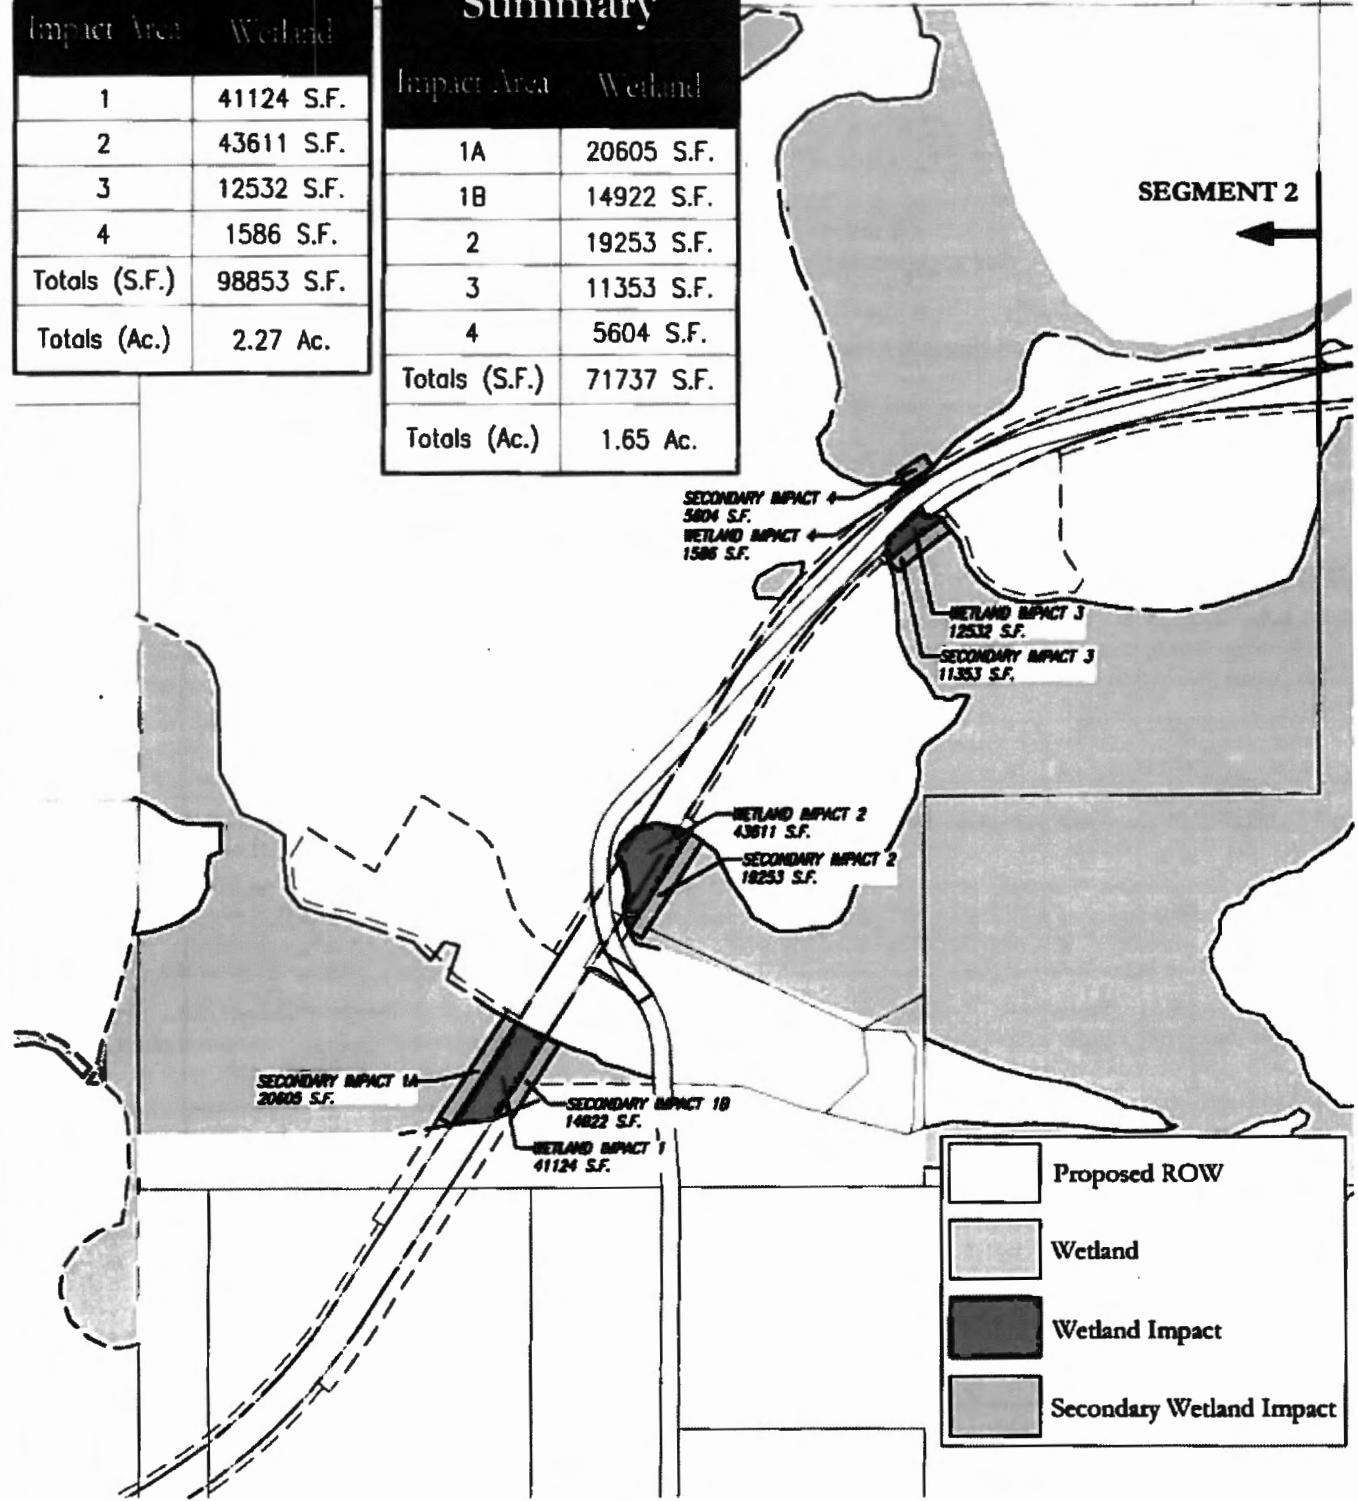 Impact Area Wetland
1 41124 S.F.
2 43611 S.F.
3 12532 S.F.
4 1586 S.F.
Totals (S.F.) 98853 S.F.
Totals (Ac.) 2.27 Ac.
Summary
Impact Area Wetland
1A 20605 S.F.
1B 14922 S.F.
2 19253 S.F.
3 11353 S.F.
4 5604 S.F.
Totals (S.F.) 71737 S.F.
Totals (Ac.) 1.65 Ac.
SEGMENT 2
SECONDARY IMPACT 4
5604 S.F.
WETLAND IMPACT 4
1586 S.F.
WETLAND IMPACT 3
12532 S.F.
SECONDARY IMPACT 3
11353 S.F.
WETLAND IMPACT 2
43611 S.F.
SECONDARY IMPACT 2
19253 S.F.
SECONDARY IMPACT 1A
20605 S.F.
SECONDARY IMPACT 1B
14922 S.F.
WETLAND IMPACT 1
41124 S.F.
Proposed ROW
Wetland
Wetland Impact
Secondary Wetland Impact